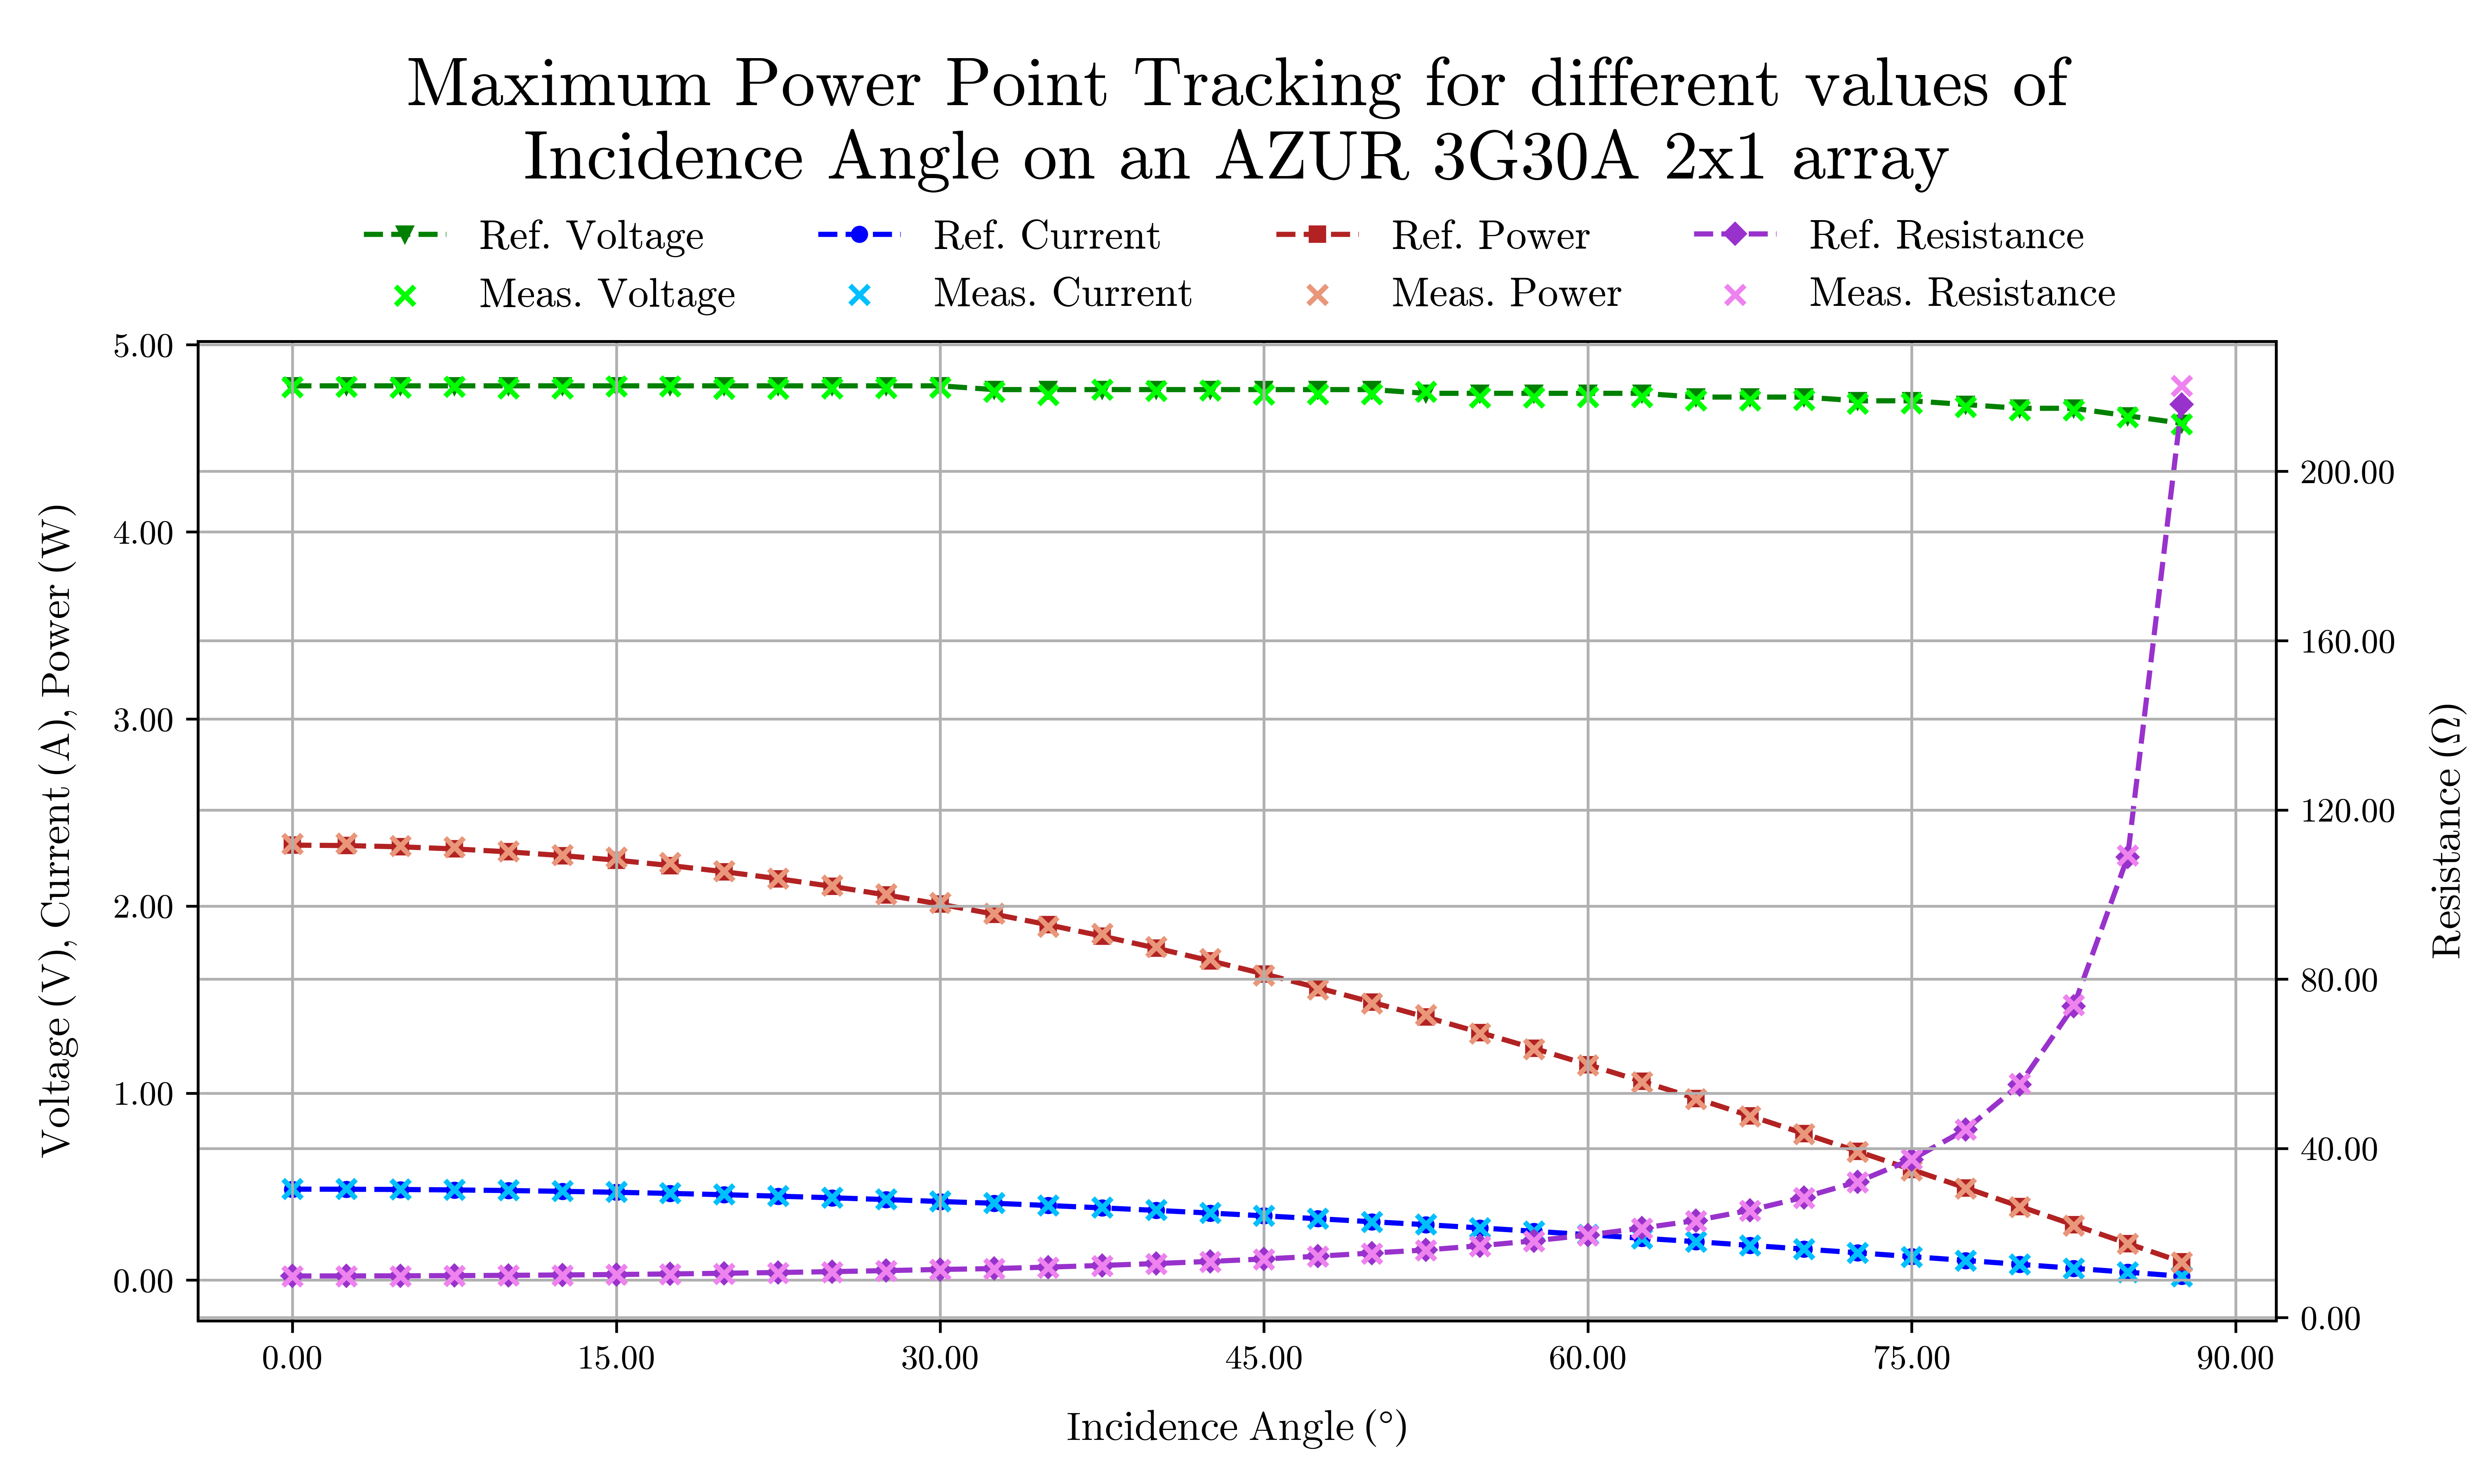 Maximum Power Point Tracking for different values of
Incidence Angle on an AZUR 3G30A 2x1 array
Ref. Voltage Ref. Current Ref. Power Ref. Resistance
Meas. Voltage Meas. Current Meas. Power Meas. Resistance
5.00
4.00
3.00
2.00
1.00
0.00
Voltage (V), Current (A), Power (W)
200.00
160.00
120.00
80.00
40.00
0.00
Resistance (Ω)
0.00 15.00 30.00 45.00 60.00 75.00 90.00
Incidence Angle (°)